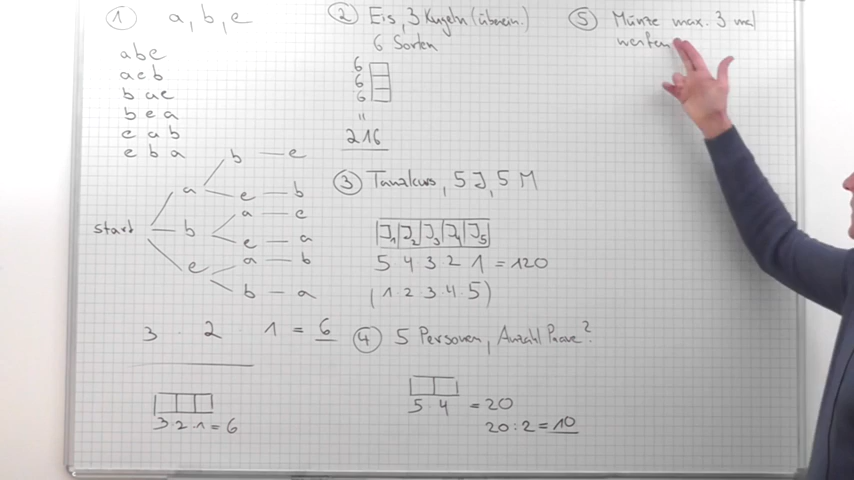 ① a, b, e
abe
aeb
bae
bea
eab
eba
start
a
b
e
b — e
e — b
a — e
e — a
a — b
b — a
3 · 2 · 1 = 6
3·2·1=6
② Eis, 3 Kugeln (überein.)
6 Sorten
6
6
6
=
216
③ Tanzkurs, 5 J, 5 M
J1 J2 J3 J4 J5
5 4 3 2 1 = 120
(1·2·3·4·5)
④ 5 Personen, Anzahl Paare?
5·4 = 20
20:2=10
⑤ Münze max. 3 mal
werfen